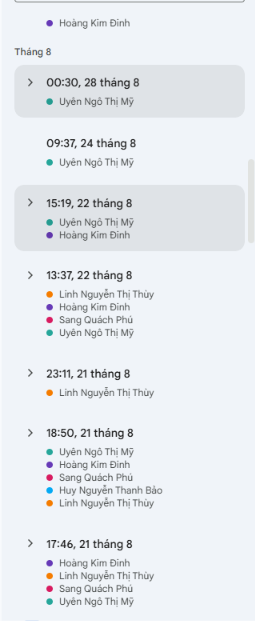 Hoàng Kim Đỉnh
Tháng 8
00:30, 28 tháng 8
Uyên Ngô Thị Mỹ
09:37, 24 tháng 8
Uyên Ngô Thị Mỹ
15:19, 22 tháng 8
Uyên Ngô Thị Mỹ
Hoàng Kim Đỉnh
13:37, 22 tháng 8
Linh Nguyễn Thị Thùy
Hoàng Kim Đỉnh
Sang Quách Phú
Uyên Ngô Thị Mỹ
23:11, 21 tháng 8
Linh Nguyễn Thị Thùy
18:50, 21 tháng 8
Uyên Ngô Thị Mỹ
Hoàng Kim Đỉnh
Sang Quách Phú
Huy Nguyễn Thanh Bảo
Linh Nguyễn Thị Thùy
17:46, 21 tháng 8
Hoàng Kim Đỉnh
Linh Nguyễn Thị Thùy
Sang Quách Phú
Uyên Ngô Thị Mỹ